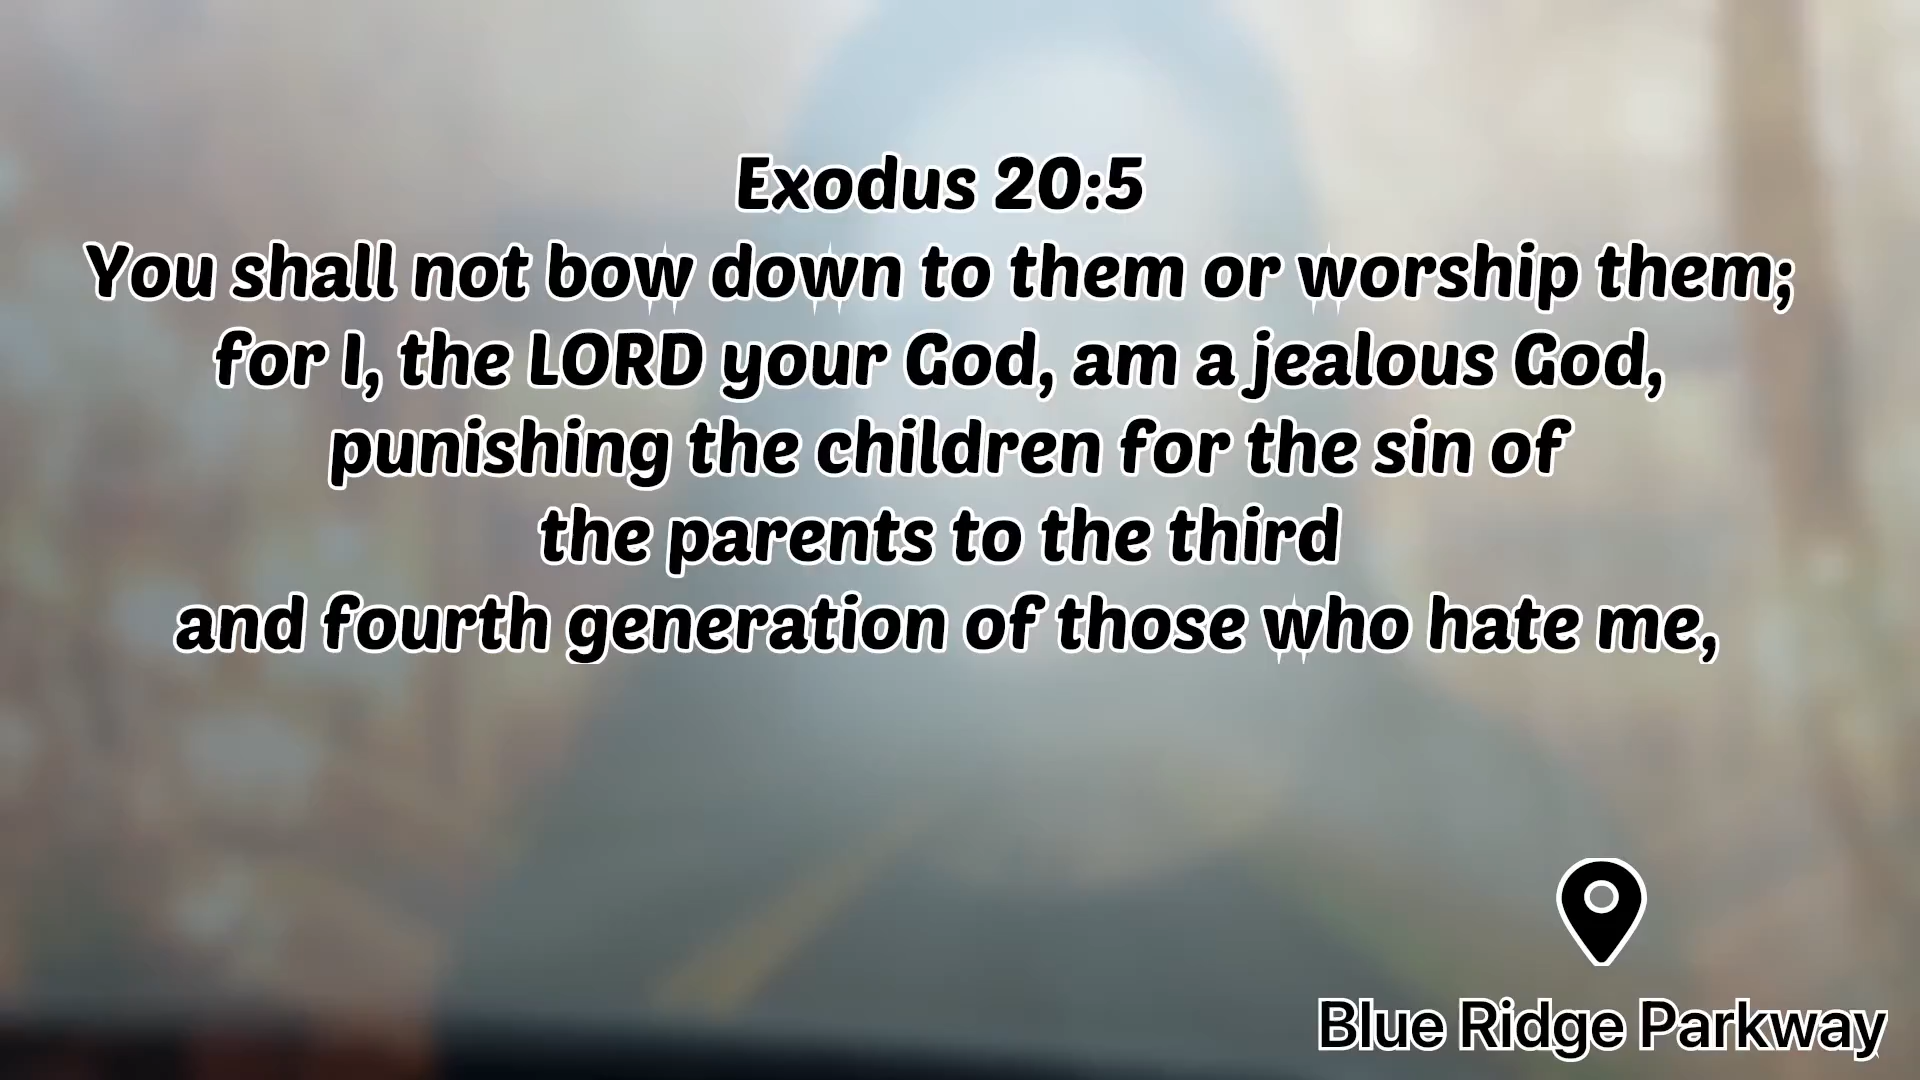 Exodus 20:5
You shall not bow down to them or worship them;
for I, the LORD your God, am a jealous God,
punishing the children for the sin of
the parents to the third
and fourth generation of those who hate me,
Blue Ridge Parkway